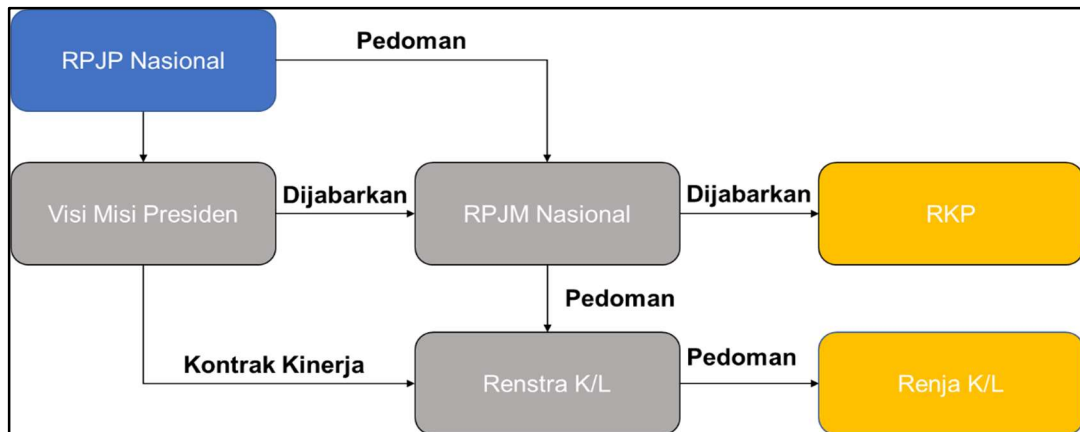 RPJP Nasional
Pedoman
Visi Misi Presiden
Dijabarkan
RPJM Nasional
Dijabarkan
RKP
Pedoman
Kontrak Kinerja
Renstra K/L
Pedoman
Renja K/L